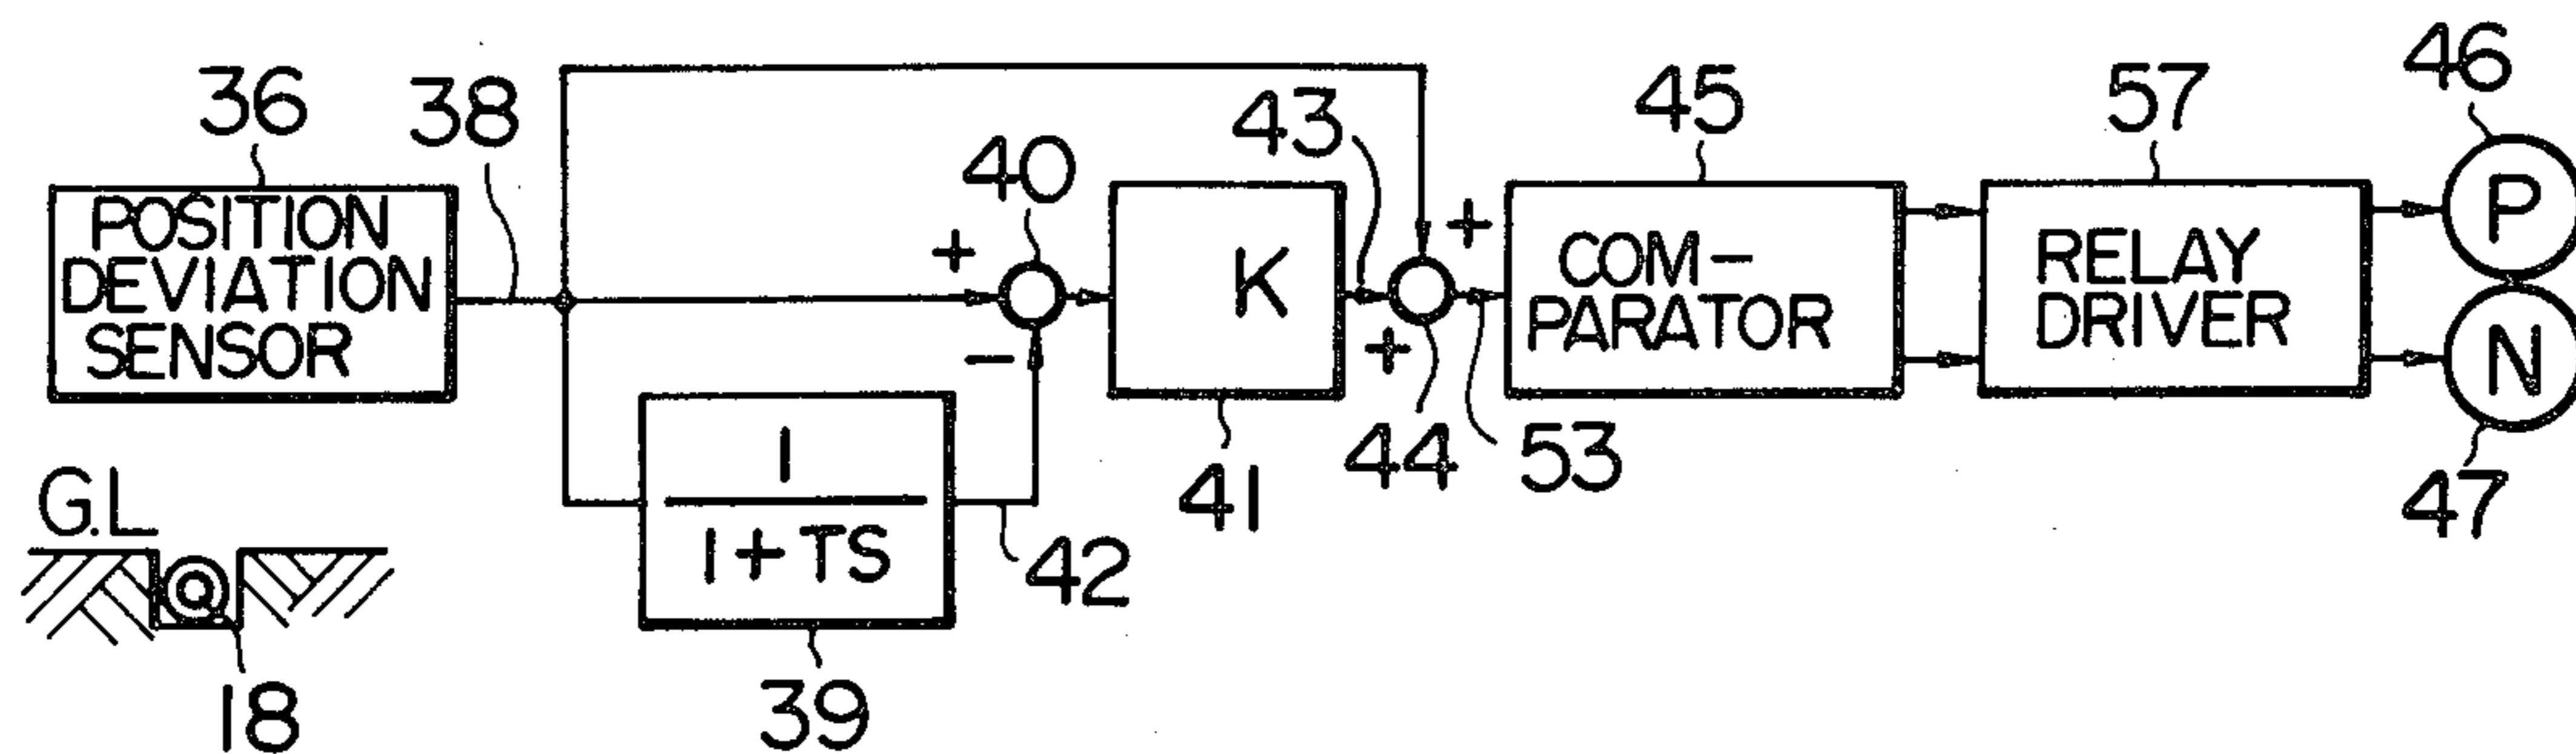 36
38
40
43
45
57
46
POSITION
DEVIATION
SENSOR
+
-
K
+
+
COM-
PARATOR
RELAY
DRIVER
P
N
41
44
53
47
G.L
18
1
1+TS
42
39